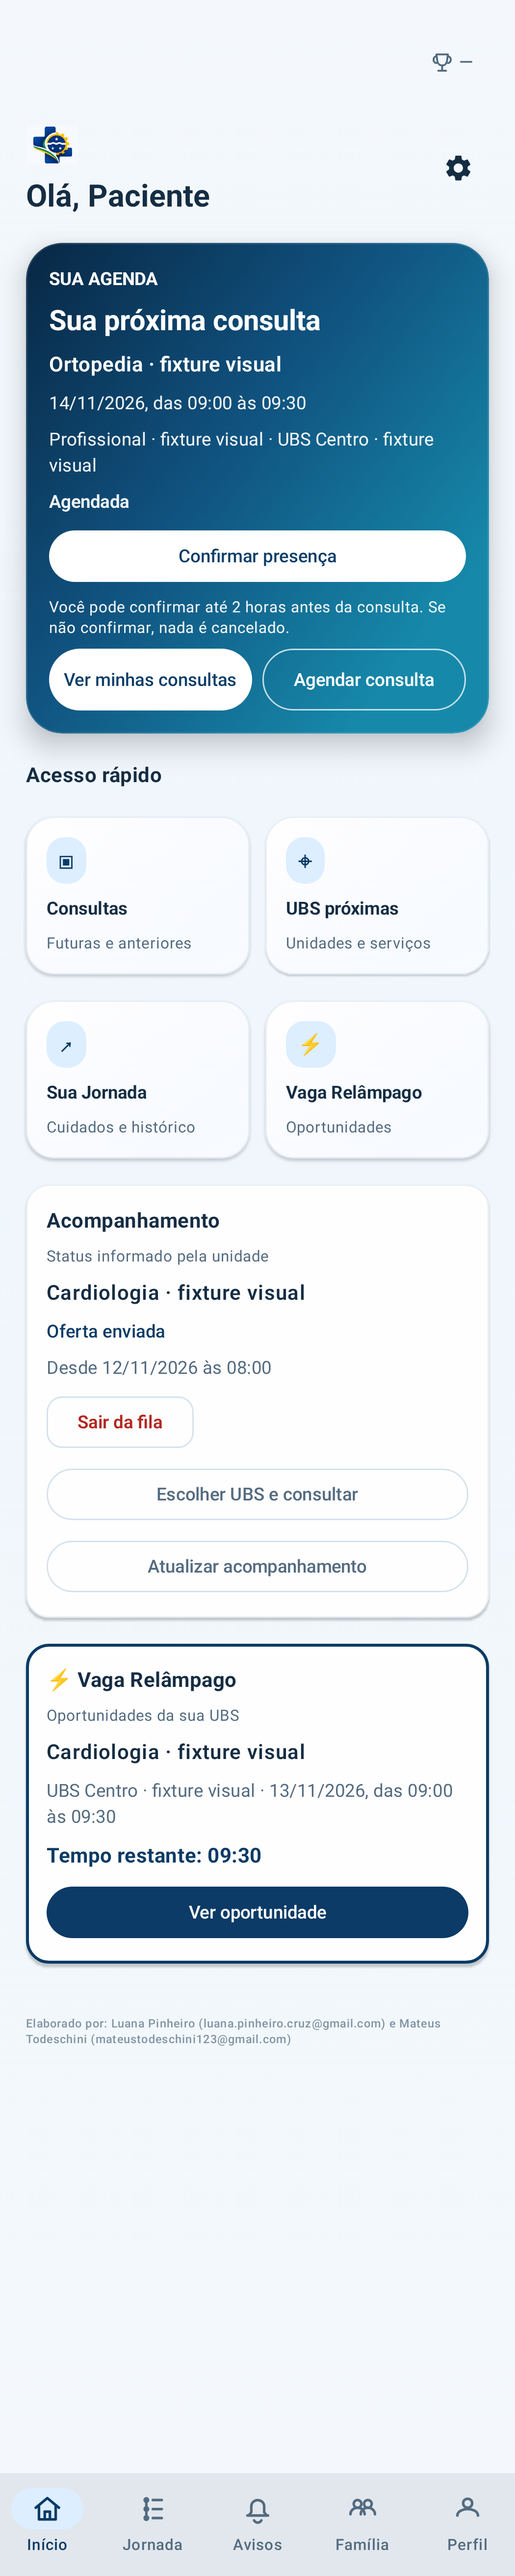 Olá, Paciente
SUA AGENDA
Sua próxima consulta
Ortopedia · fixture visual
14/11/2026, das 09:00 às 09:30
Profissional · fixture visual · UBS Centro · fixture
visual
Agendada
Confirmar presença
Você pode confirmar até 2 horas antes da consulta. Se
não confirmar, nada é cancelado.
Ver minhas consultas
Agendar consulta
Acesso rápido
Consultas
Futuras e anteriores
UBS próximas
Unidades e serviços
Sua Jornada
Cuidados e histórico
Vaga Relâmpago
Oportunidades
Acompanhamento
Status informado pela unidade
Cardiologia · fixture visual
Oferta enviada
Desde 12/11/2026 às 08:00
Sair da fila
Escolher UBS e consultar
Atualizar acompanhamento
⚡ Vaga Relâmpago
Oportunidades da sua UBS
Cardiologia · fixture visual
UBS Centro · fixture visual · 13/11/2026, das 09:00
às 09:30
Tempo restante: 09:30
Ver oportunidade
Elaborado por: Luana Pinheiro (luana.pinheiro.cruz@gmail.com) e Mateus
Todeschini (mateustodeschini123@gmail.com)
Início
Jornada
Avisos
Família
Perfil